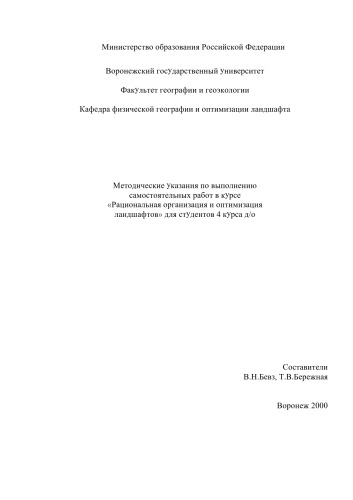 Министерство образования Российской Федерации
Воронежский государственный университет
Факультет географии и геоэкологии
Кафедра физической географии и оптимизации ландшафта
Методические указания по выполнению
самостоятельных работ в курсе
«Рациональная организация и оптимизация
ландшафтов» для студентов 4 курса д/о
Составители
В.Н.Бевз, Т.В.Бережная
Воронеж 2000